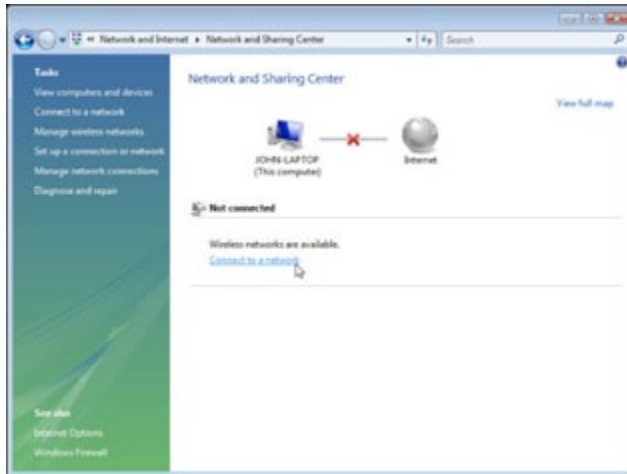 Network and Internet Network and Sharing Center
Search
Tasks
View computers and devices
Connect to a network
Manage wireless networks
Set up a connection or network
Manage network connections
Diagnose and repair
See also
Internet Options
Windows Firewall
Network and Sharing Center
View full map
JOHN-LAPTOP
(This computer)
Internet
Not connected
Wireless networks are available.
Connect to a network